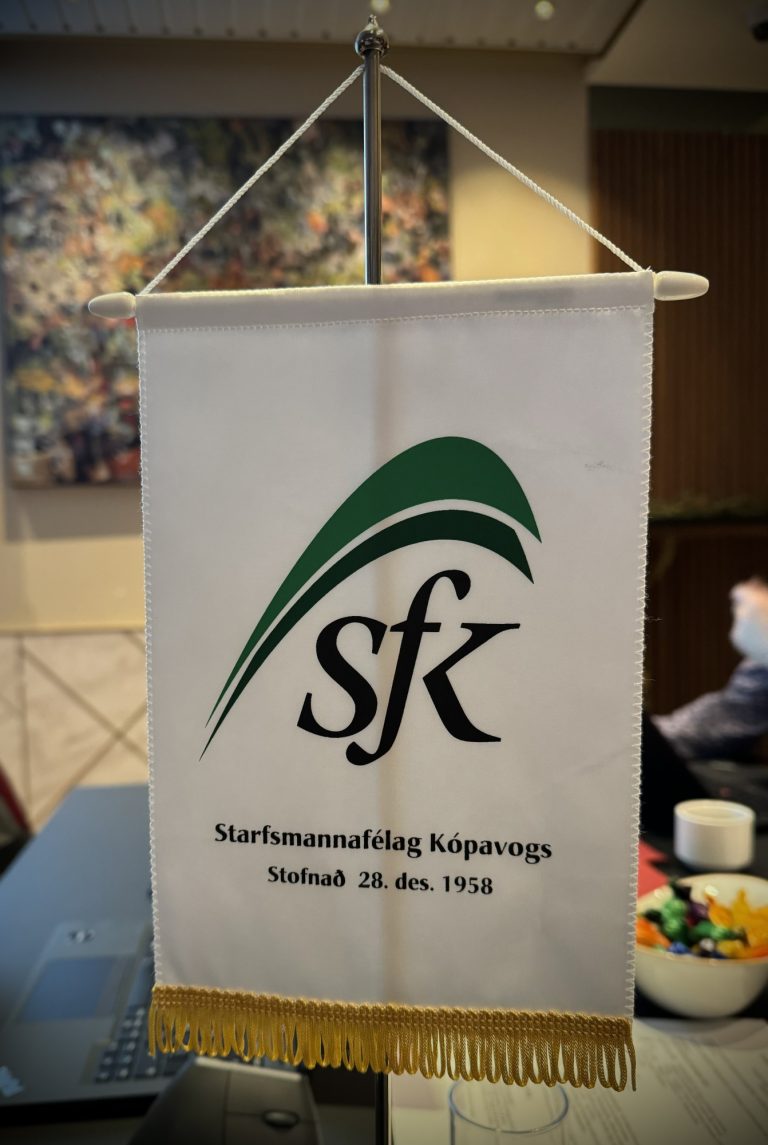 sfk
Starfsmannafélag Kópavogs
Stofnað 28. des. 1958